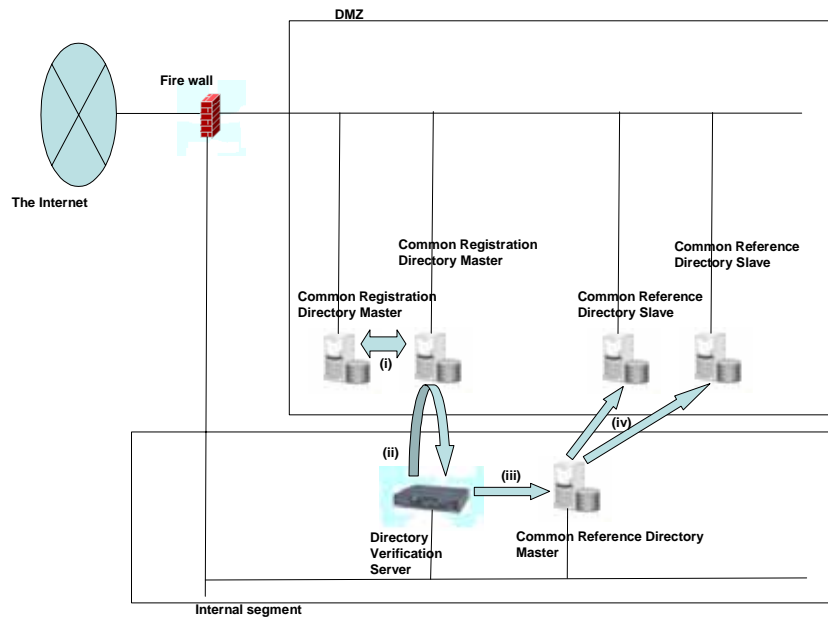 DMZ
Fire wall
The Internet
Common Registration
Directory Master
Common Reference
Directory Slave
Common Registration
Directory Master
Common Reference
Directory Slave
(i)
(ii)
(iii)
(iv)
Directory
Verification
Server
Common Reference Directory
Master
Internal segment